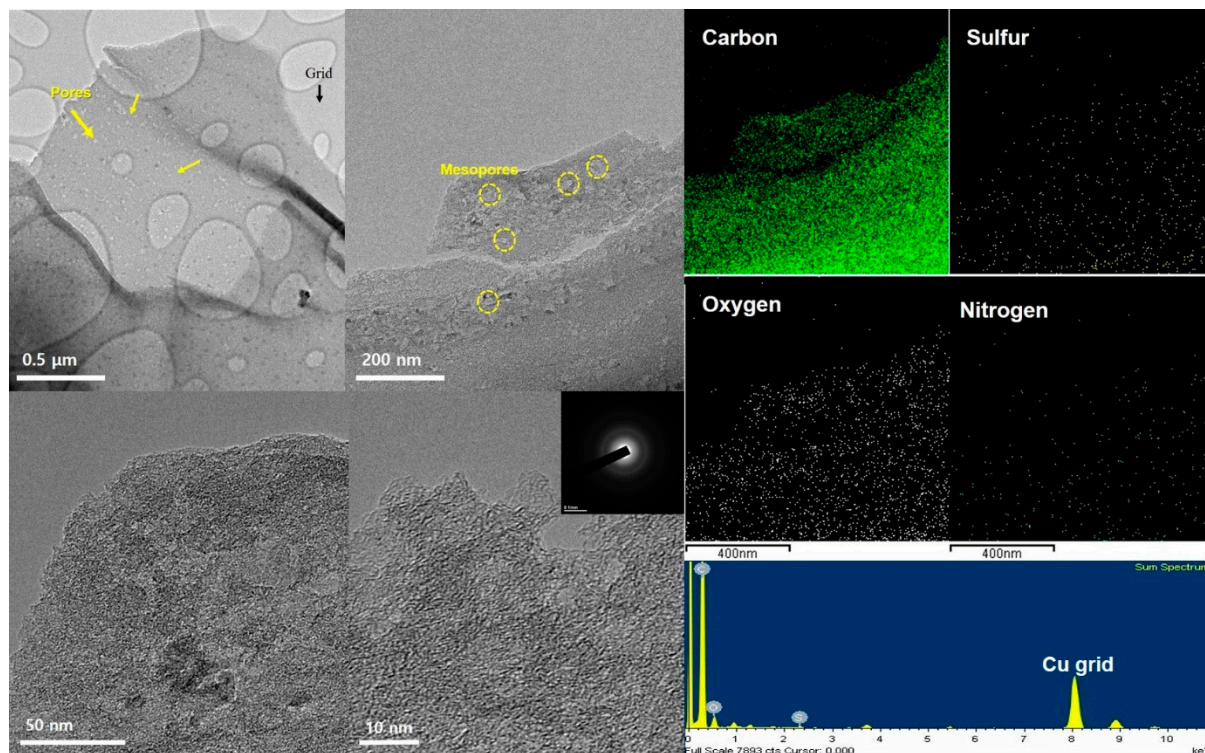 Pores
Grid
0.5 µm
Mesopores
200 nm
Carbon
Sulfur
Oxygen
Nitrogen
400nm
400nm
50 nm
10 nm
Sum Spectrum
C
O
S
Cu grid
0 1 2 3 4 5 6 7 8 9 10
Full Scale 7893 cts Cursor: 0.000